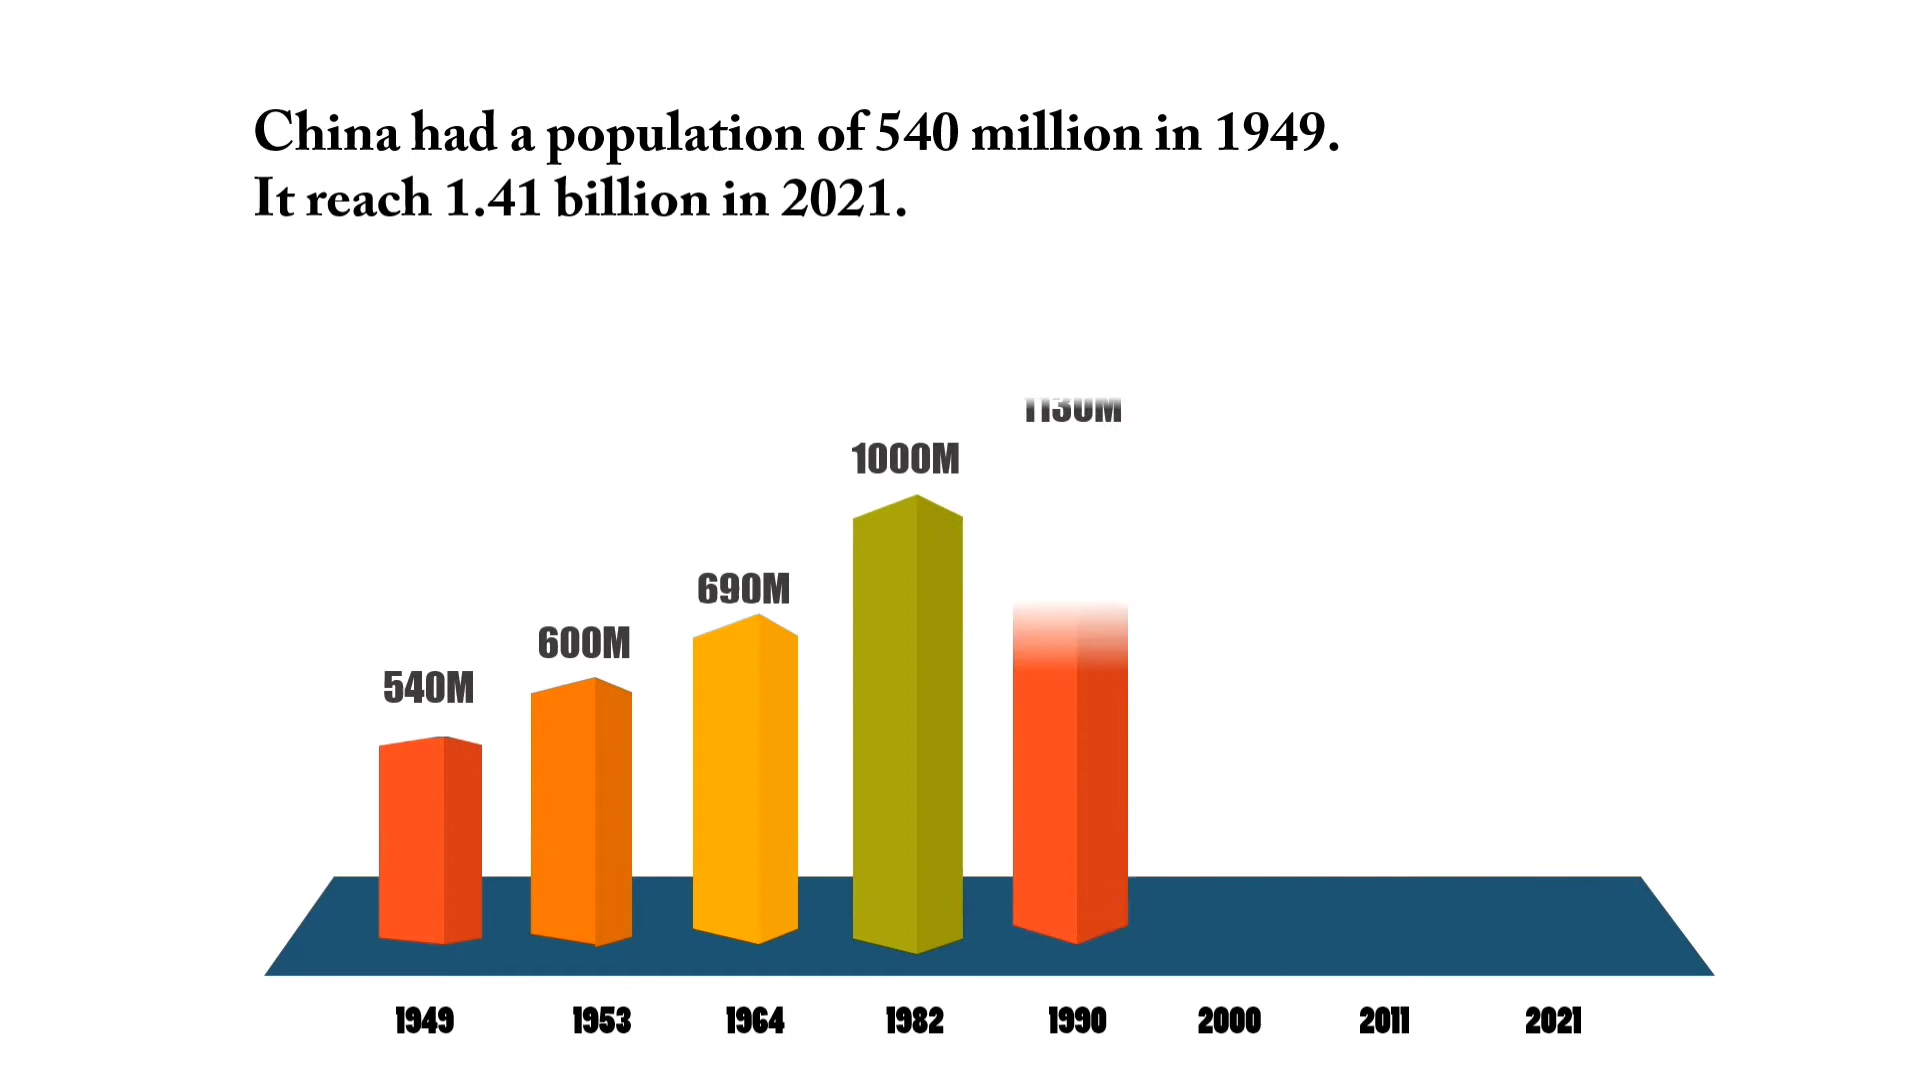 China had a population of 540 million in 1949.
It reach 1.41 billion in 2021.
1130M
1000M
690M
600M
540M
1949 1953 1964 1982 1990 2000 2011 2021